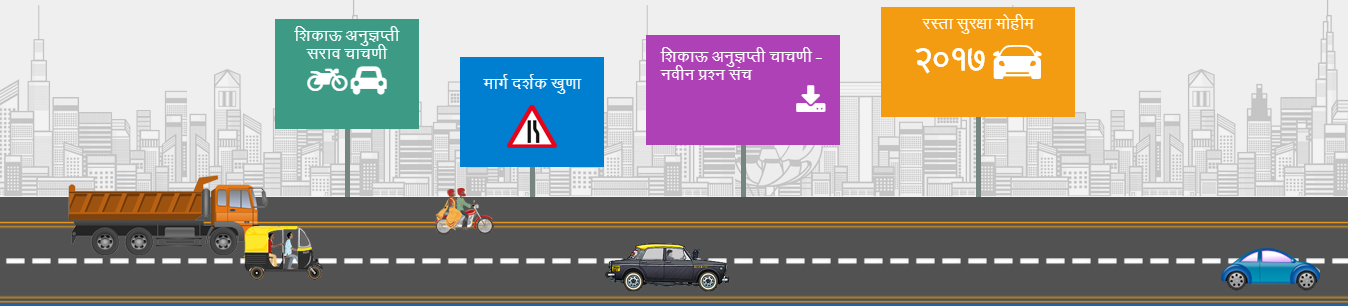 शिकाऊ अनुज्ञप्ती
सराव चाचणी
मार्ग दर्शक खुणा
शिकाऊ अनुज्ञप्ती चाचणी –
नवीन प्रश्न संच
रस्ता सुरक्षा मोहीम
२०१७